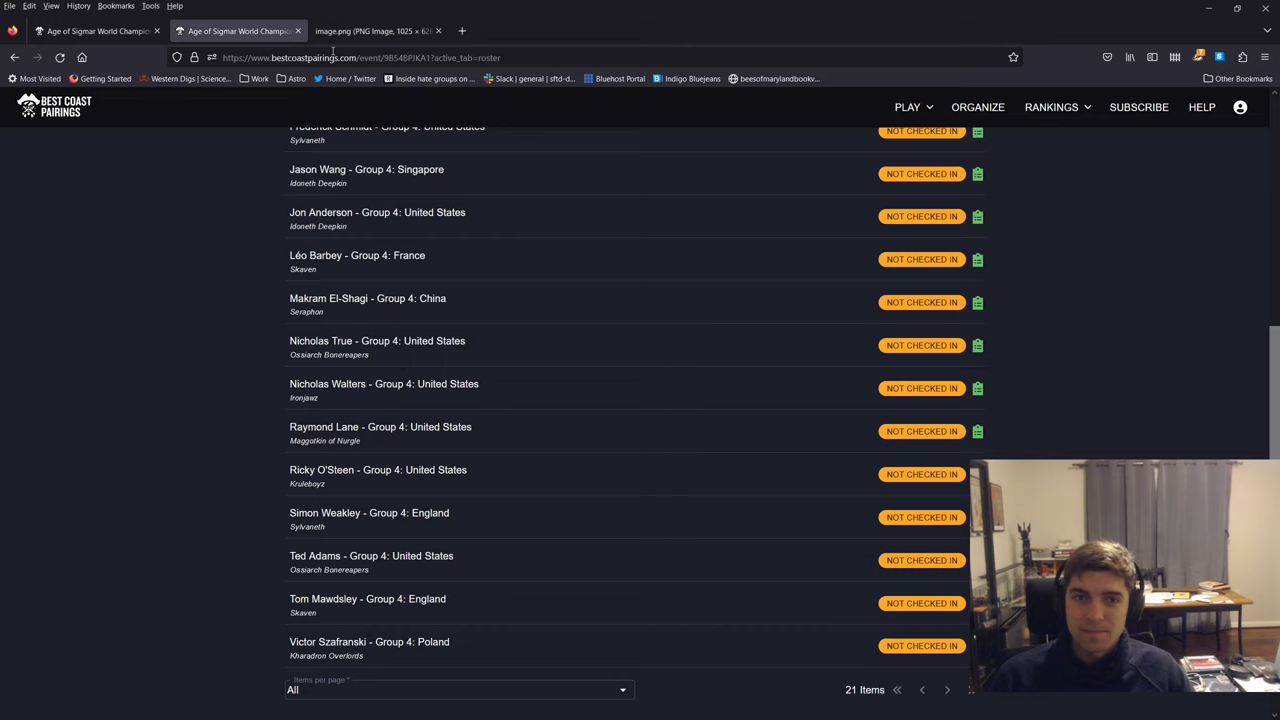 File Edit View History Bookmarks Tools Help
Age of Sigmar World Champion
Age of Sigmar World Champion
image.png (PNG Image, 1025 × 626
https://www.bestcoastpairings.com/event/9B54BPIKA1?active_tab=roster
Most Visited Getting Started Western Digs | Science... Work Astro Home / Twitter Inside hate groups on ... Slack | general | sftd-d... Bluehost Portal Indigo Bluejeans beesofmarylandbookv... Other Bookmarks
BEST COAST PAIRINGS
PLAY ORGANIZE RANKINGS SUBSCRIBE HELP
Frederick Schmidt - Group 4: United States NOT CHECKED IN
Sylvaneth
Jason Wang - Group 4: Singapore NOT CHECKED IN
Idoneth Deepkin
Jon Anderson - Group 4: United States NOT CHECKED IN
Idoneth Deepkin
Léo Barbey - Group 4: France NOT CHECKED IN
Skaven
Makram El-Shagi - Group 4: China NOT CHECKED IN
Seraphon
Nicholas True - Group 4: United States NOT CHECKED IN
Ossiarch Bonereapers
Nicholas Walters - Group 4: United States NOT CHECKED IN
Ironjawz
Raymond Lane - Group 4: United States NOT CHECKED IN
Maggotkin of Nurgle
Ricky O'Steen - Group 4: United States NOT CHECKED IN
Kruleboyz
Simon Weakley - Group 4: England NOT CHECKED IN
Sylvaneth
Ted Adams - Group 4: United States NOT CHECKED IN
Ossiarch Bonereapers
Tom Mawdsley - Group 4: England NOT CHECKED IN
Skaven
Victor Szafranski - Group 4: Poland NOT CHECKED IN
Kharadron Overlords
Items per page *
All 21 Items